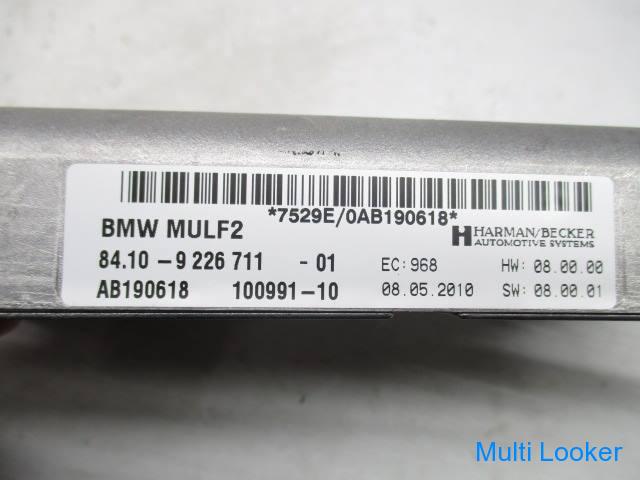 *7529E/0AB190618*
BMW MULF2
HARMAN/BECKER
AUTOMOTIVE SYSTEMS
84.10 - 9 226 711 - 01 EC: 968 HW: 08.00.00
AB190618 100991-10 08.05.2010 SW: 08.00.01
Multi Looker